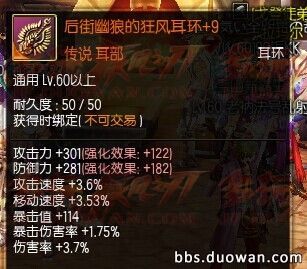 后街幽狼的狂风耳环+9
传说 耳部 耳环
通用 Lv.60以上
耐久度: 50 / 50
获得时绑定( 不可交易 )
攻击力 +301(强化效果: +122)
防御力 +281(强化效果: +182)
攻击速度 +3.6%
移动速度 +3.53%
暴击值 +114
暴击伤害 +1.75%
伤害率 +3.7%
bbs.duowan.com